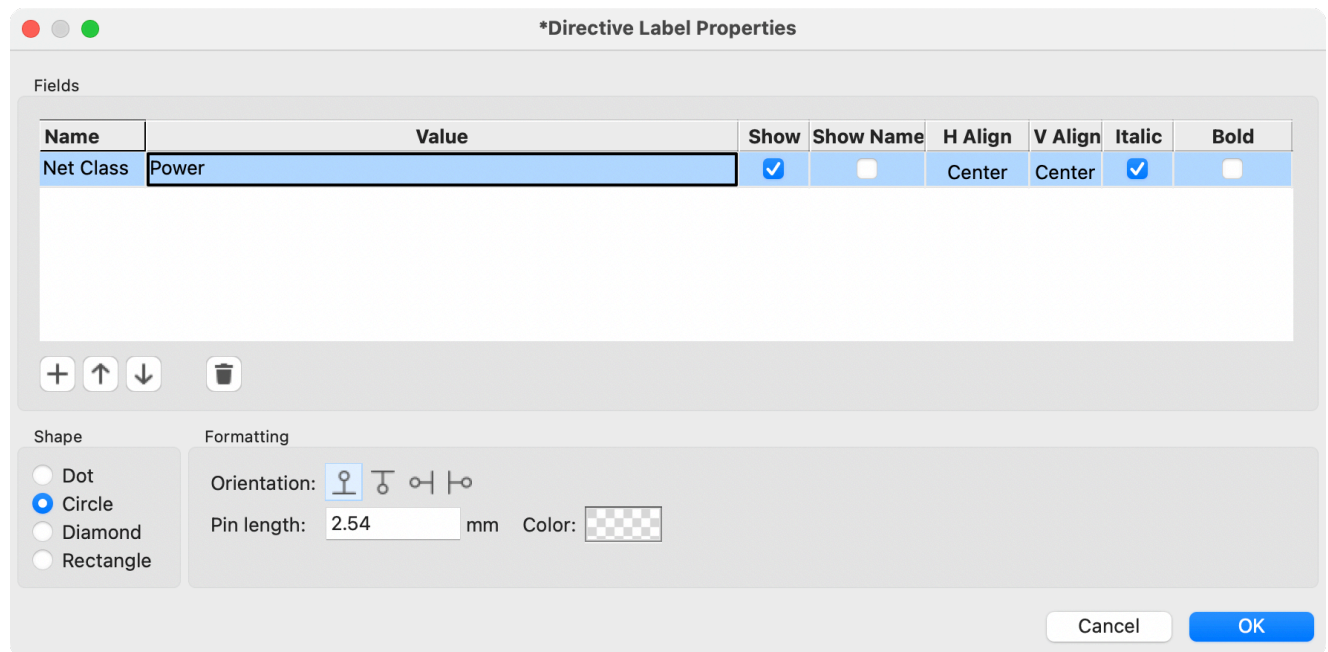 *Directive Label Properties
Fields
Name Value Show Show Name H Align V Align Italic Bold
Net Class Power Center Center
Shape Formatting
Dot Orientation:
Circle
Pin length: 2.54 mm Color:
Diamond
Rectangle
Cancel OK